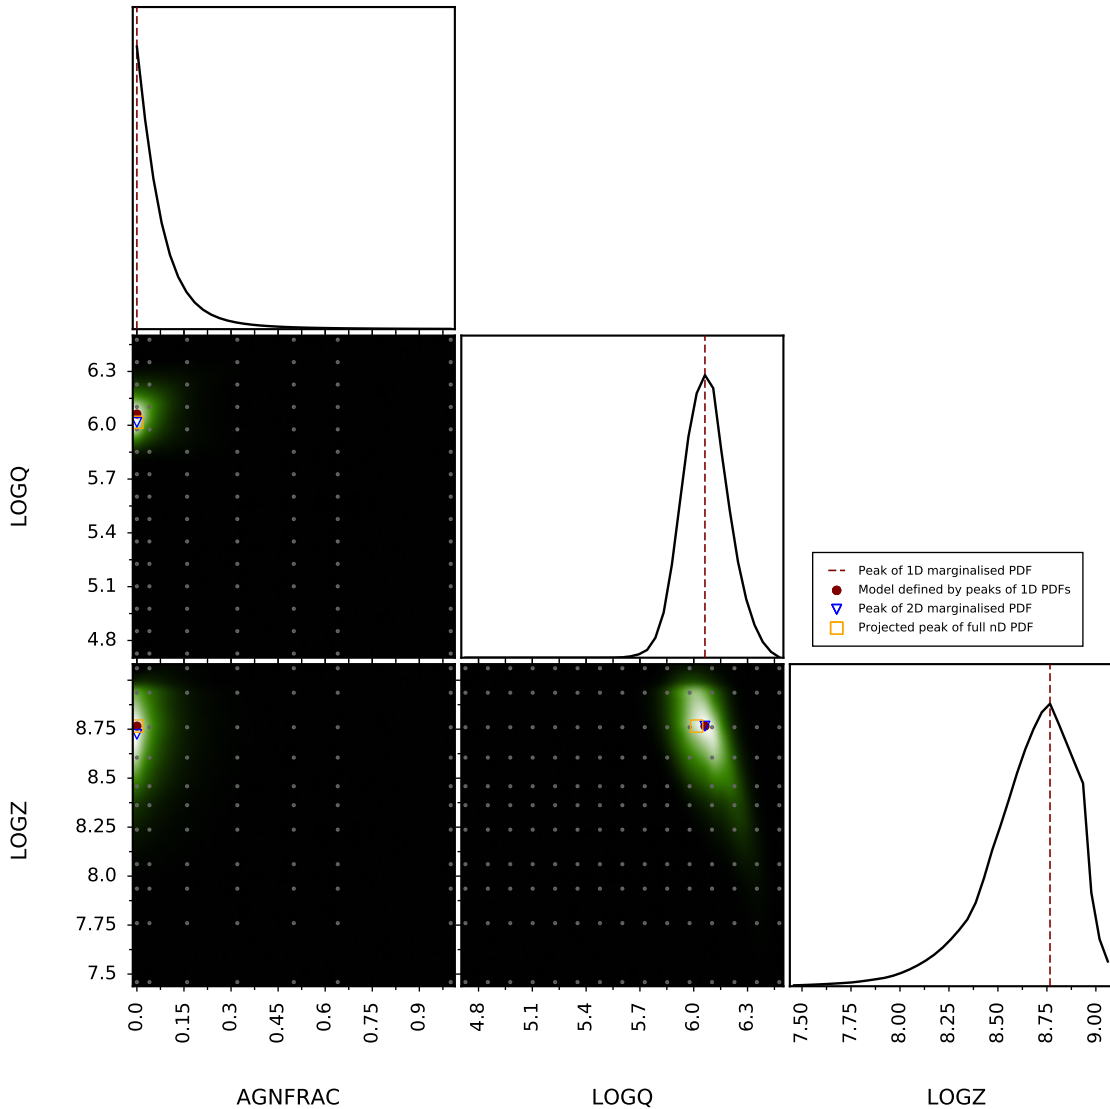 6.3
6.0
5.7
5.4
5.1
4.8
LOGQ
Peak of 1D marginalised PDF
Model defined by peaks of 1D PDFs
Peak of 2D marginalised PDF
Projected peak of full nD PDF
8.75
8.5
8.25
8.0
7.75
7.5
LOGZ
0.0 0.15 0.3 0.45 0.6 0.75 0.9
4.8 5.1 5.4 5.7 6.0 6.3
7.50 7.75 8.00 8.25 8.50 8.75 9.00
AGNFRAC LOGQ LOGZ